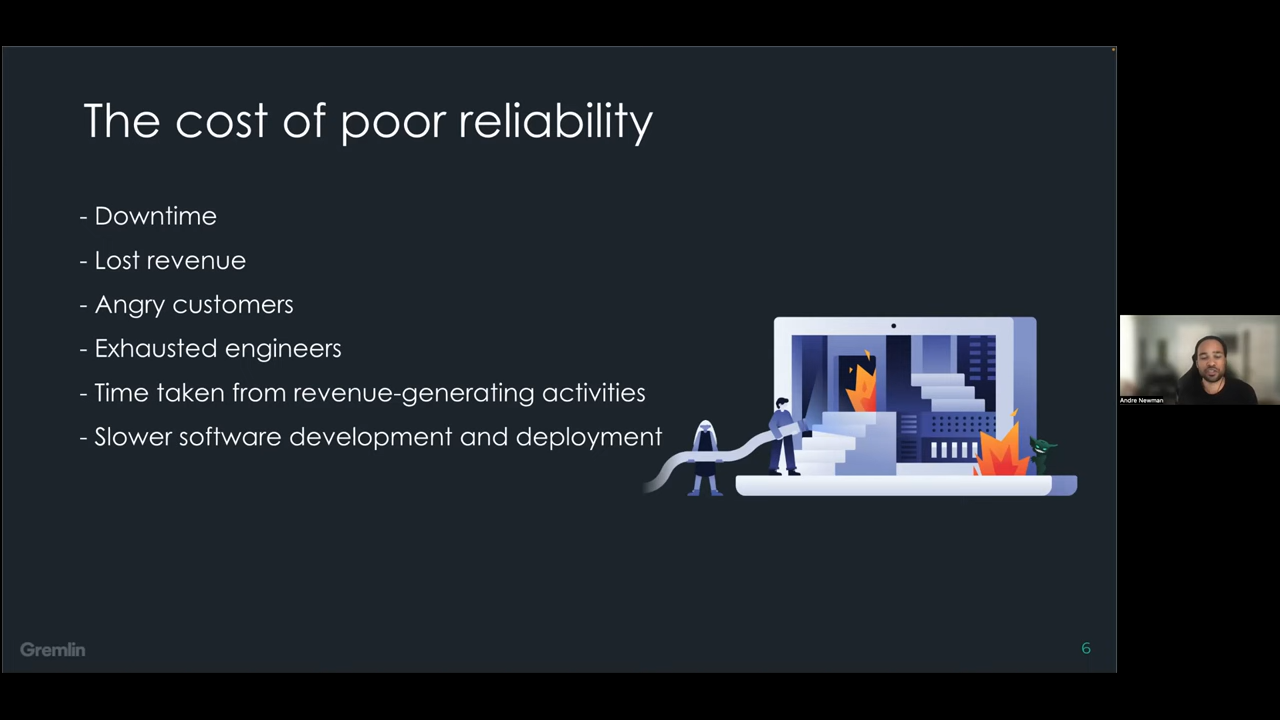 The cost of poor reliability
- Downtime
- Lost revenue
- Angry customers
- Exhausted engineers
- Time taken from revenue-generating activities
- Slower software development and deployment
Andre Newman
Gremlin
6